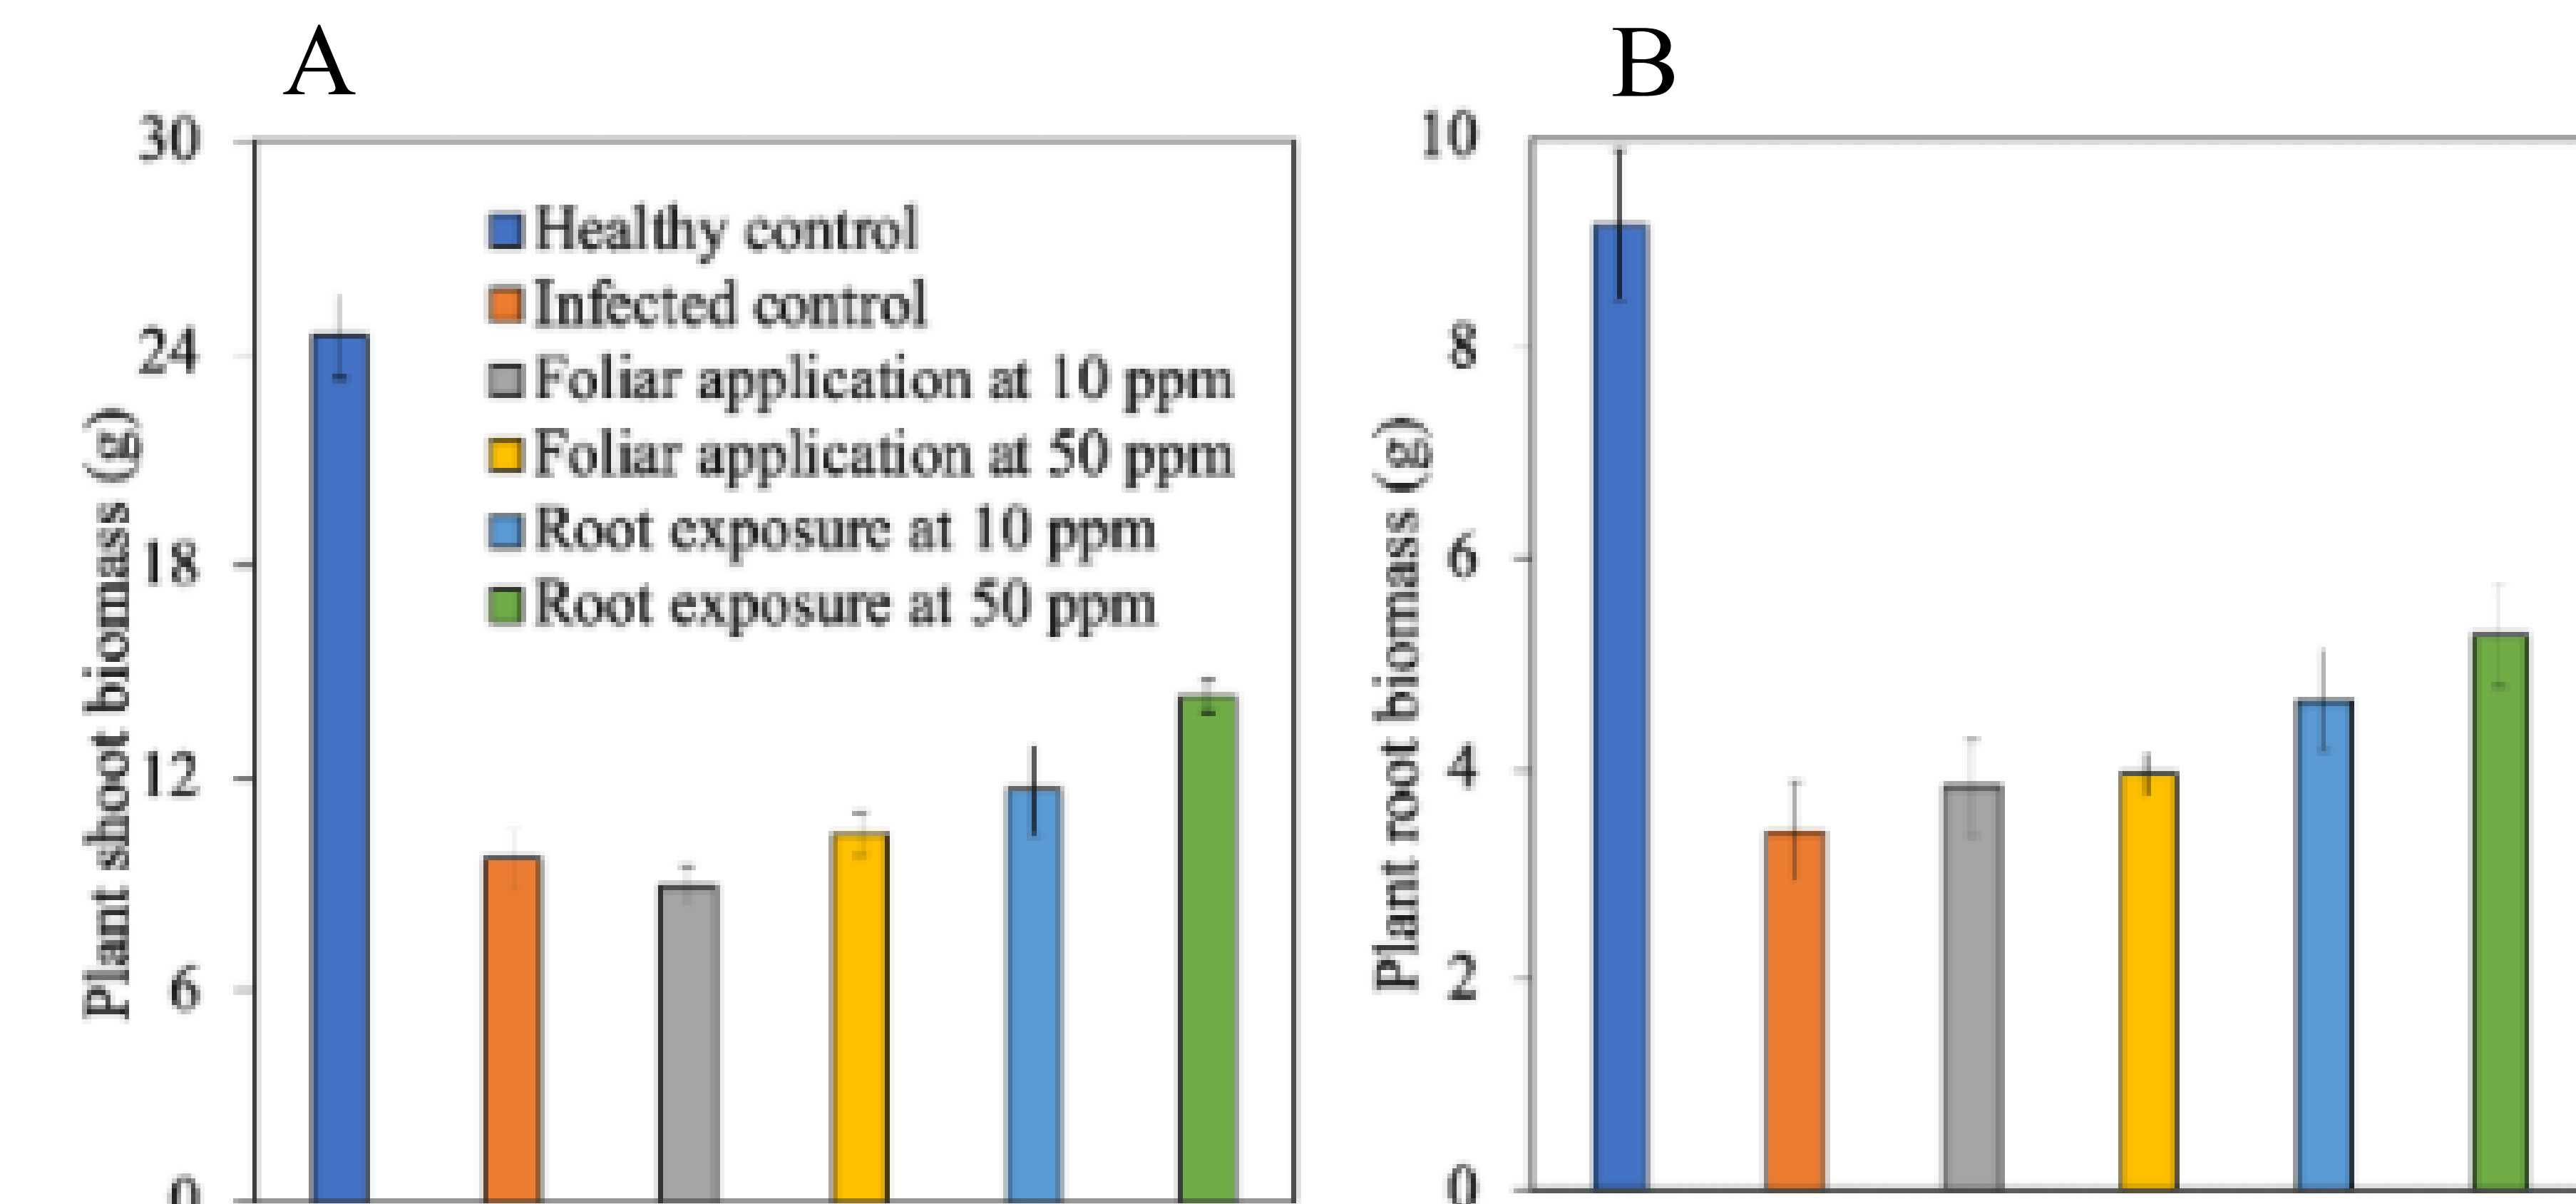 A
30
24
18
12
6
0
Plant shoot biomass (g)
Healthy control
Infected control
Foliar application at 10 ppm
Foliar application at 50 ppm
Root exposure at 10 ppm
Root exposure at 50 ppm
B
10
8
6
4
2
0
Plant root biomass (g)